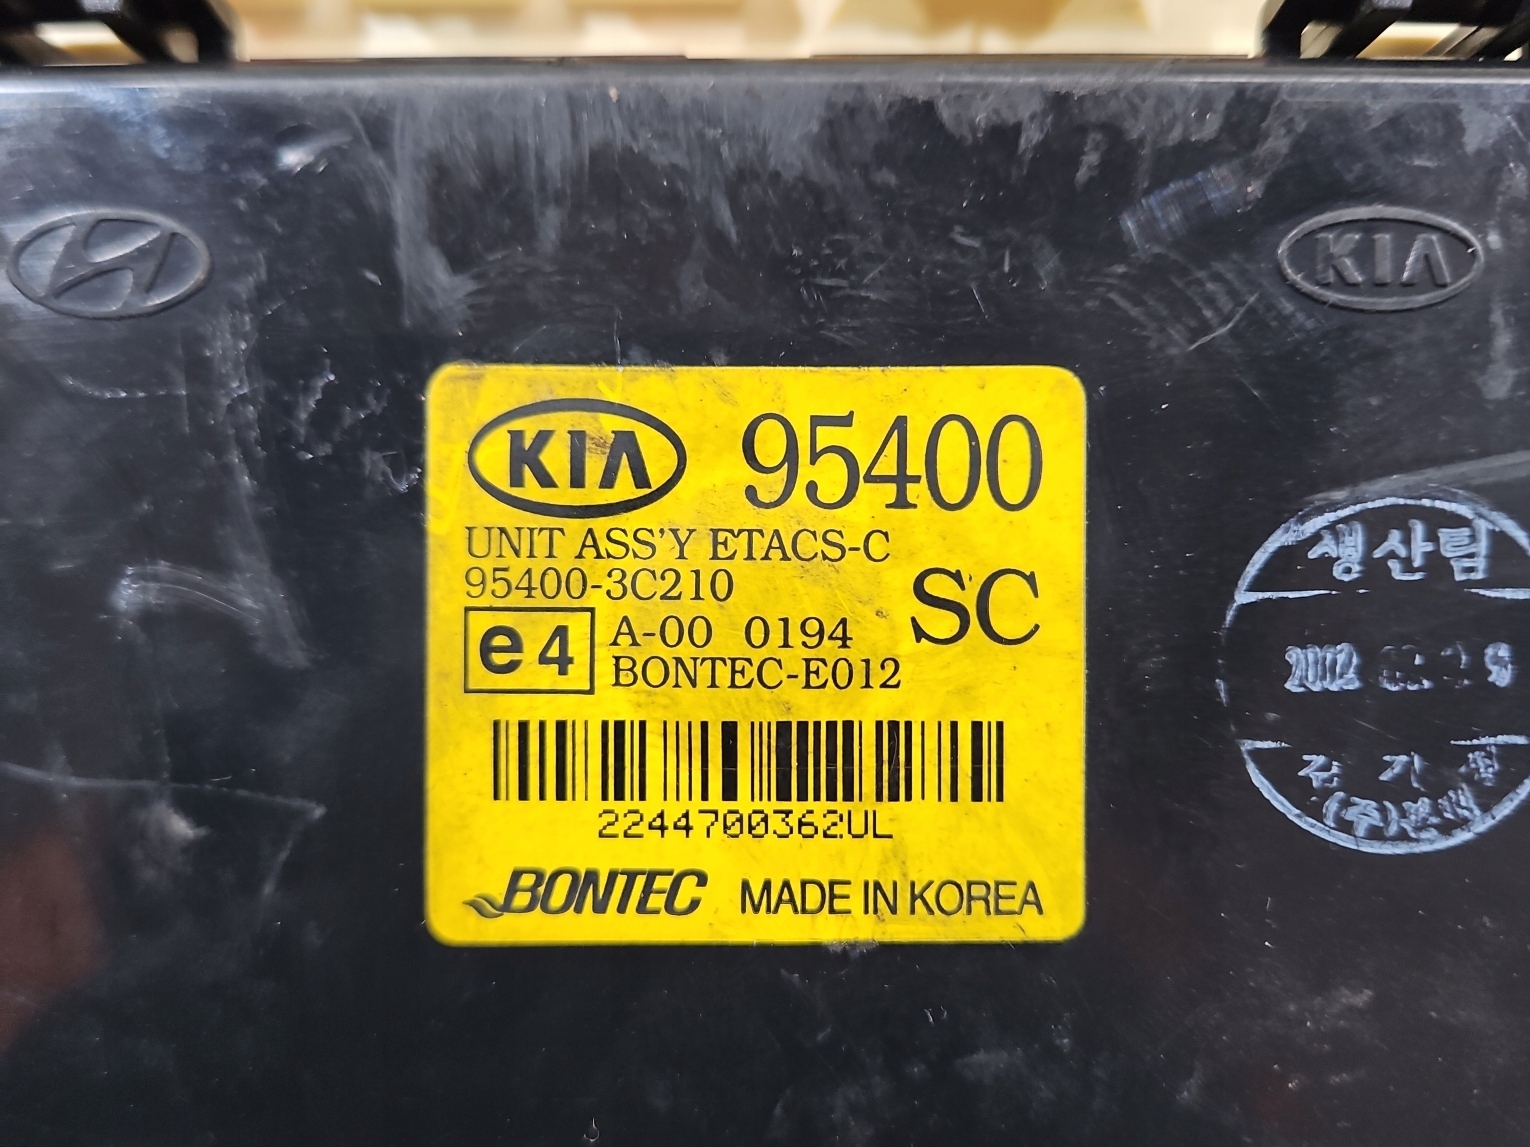 KIA
KIA 95400
UNIT ASS'Y ETACS-C
95400-3C210
SC
e4 A-00 0194
BONTEC-E012
2244700362UL
BONTEC MADE IN KOREA
생산팀
2002